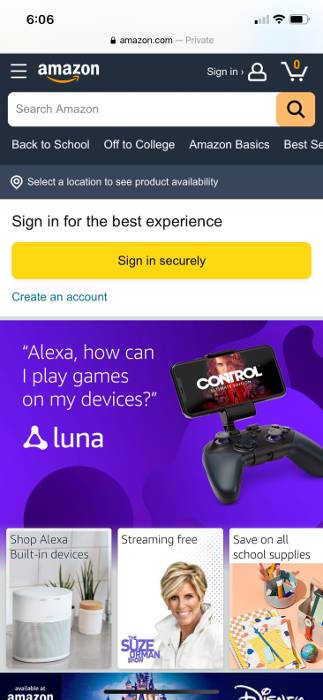 6:06
amazon.com — Private
amazon
Sign in ›
0
Search Amazon
Back to School Off to College Amazon Basics Best Se
Select a location to see product availability
Sign in for the best experience
Sign in securely
Create an account
“Alexa, how can
I play games
on my devices?”
luna
CONTROL
ULTIMATE EDITION
Shop Alexa
Built-in devices
Streaming free
THE
SUZE
ORMAN
SHOW
Save on all
school supplies
available at
amazon
Disney